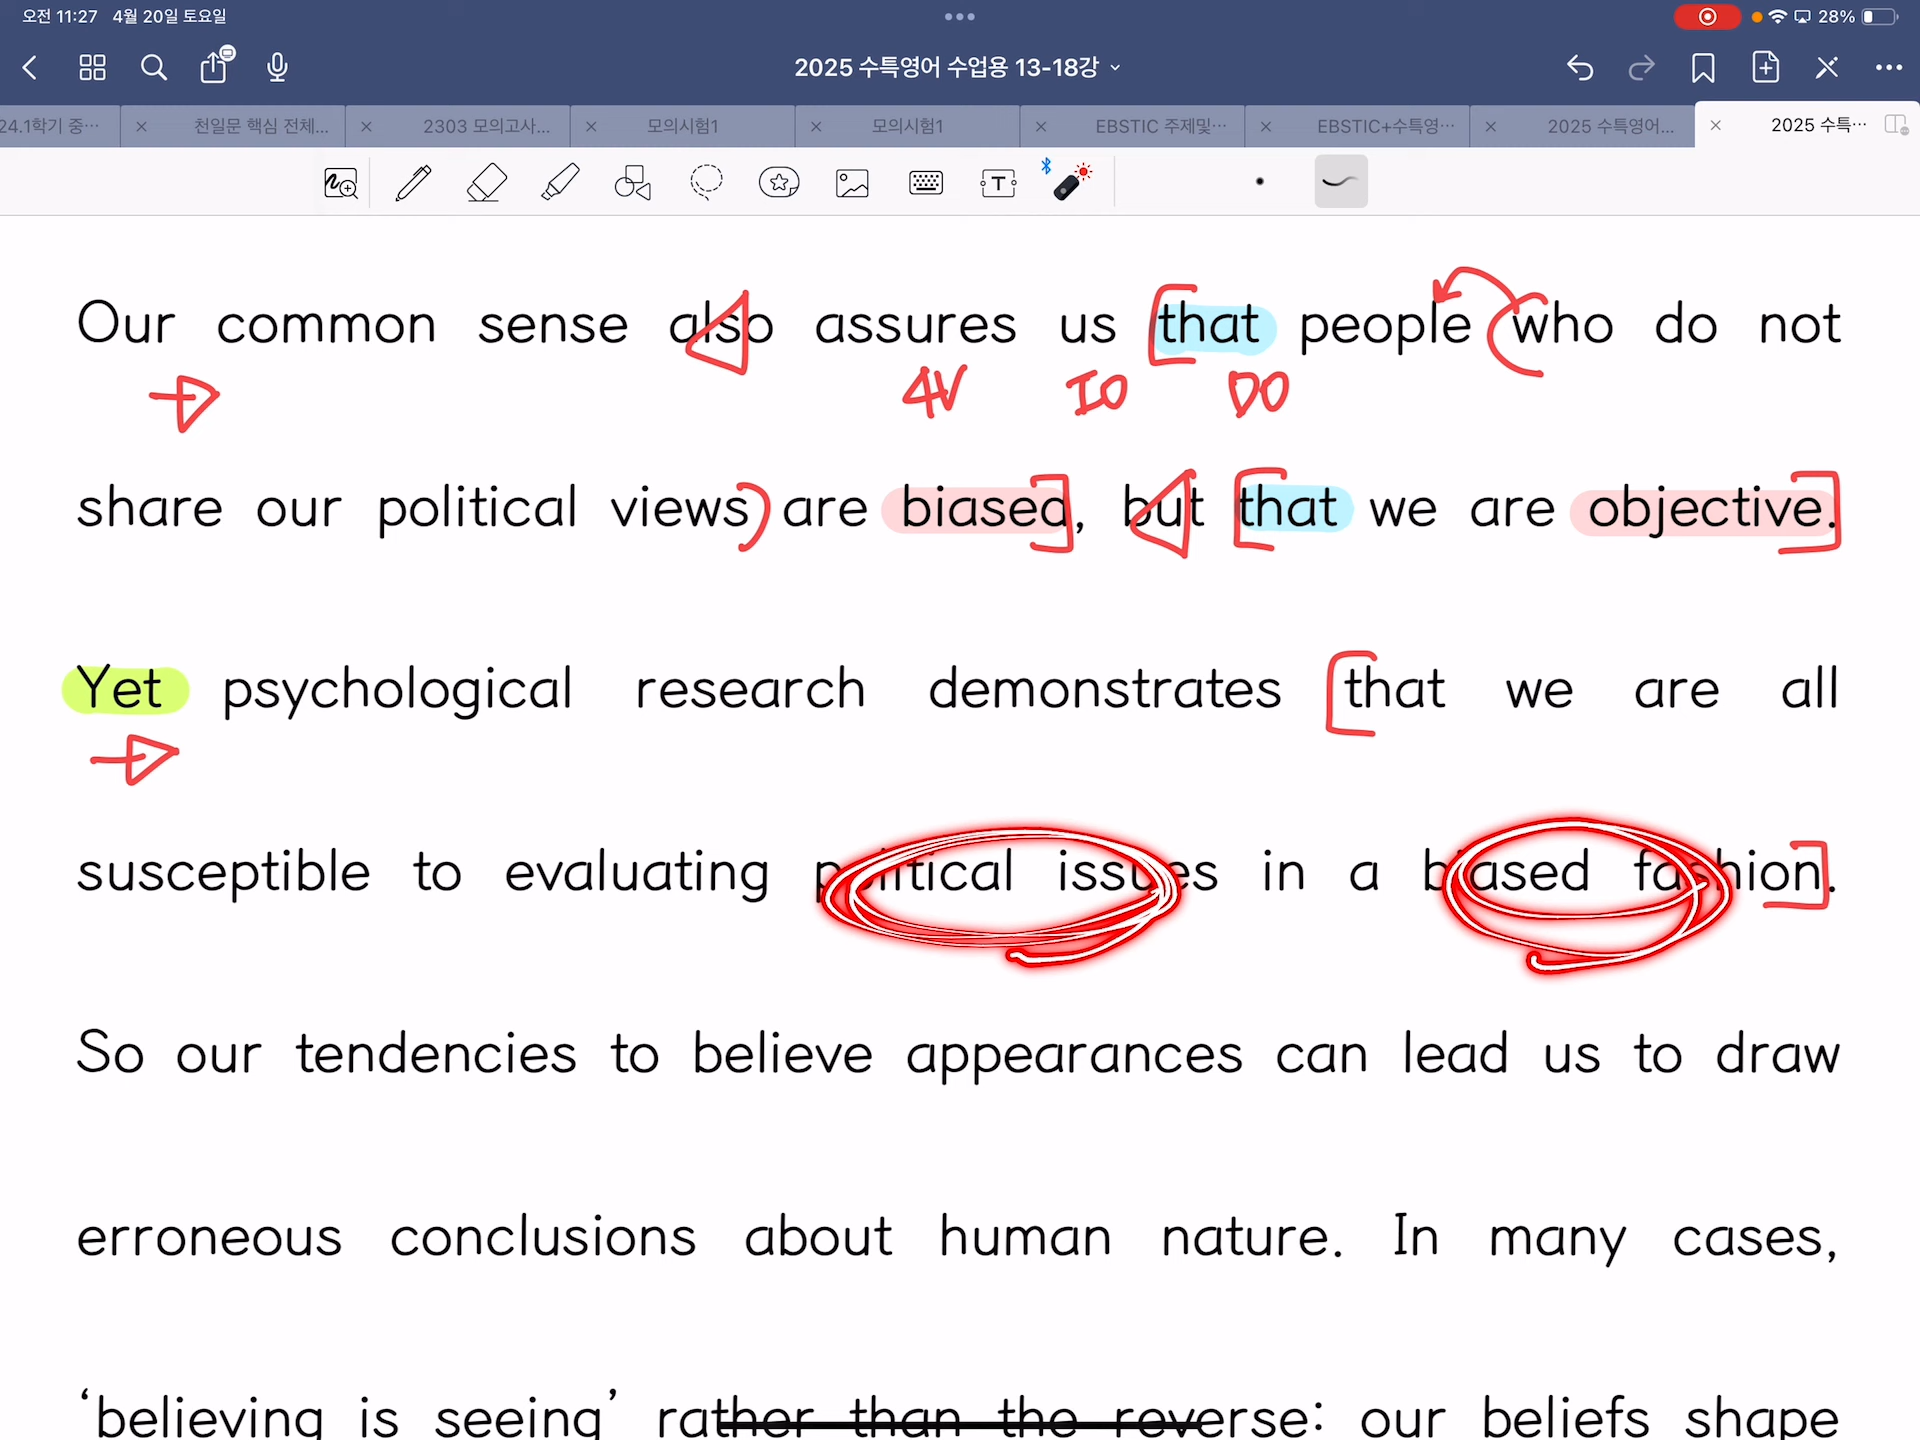 오전 11:27 4월 20일 토요일
28%
2025 수특영어 수업용 13-18강
24.1학기 중…
천일문 핵심 전체…
2303 모의고사…
모의시험1
모의시험1
EBSTIC 주제및…
EBSTIC+수특영…
2025 수특영어…
2025 수특…
Our common sense also assures us that people who do not
4V IO DO
share our political views are biased, but that we are objective.
Yet psychological research demonstrates that we are all
susceptible to evaluating political issues in a biased fashion.
So our tendencies to believe appearances can lead us to draw
erroneous conclusions about human nature. In many cases,
‘believing is seeing’ rather than the reverse: our beliefs shape